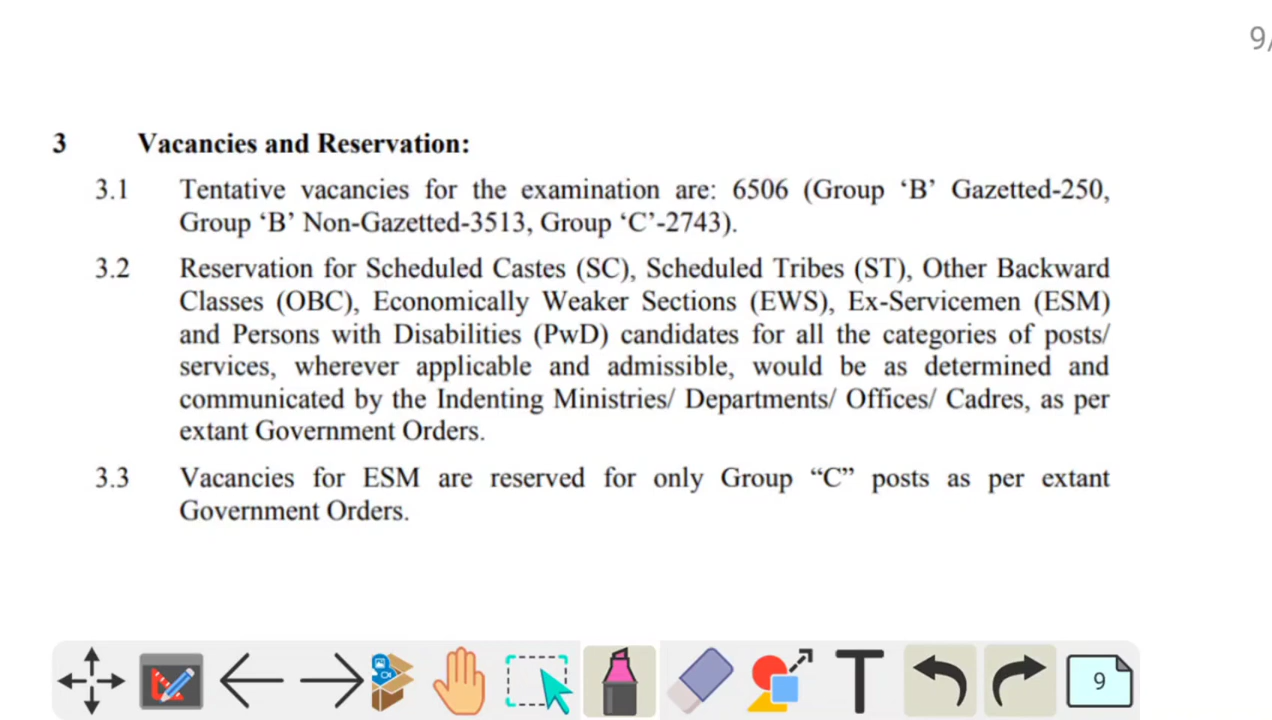 9/
3 Vacancies and Reservation:
3.1 Tentative vacancies for the examination are: 6506 (Group ‘B’ Gazetted-250,
Group ‘B’ Non-Gazetted-3513, Group ‘C’-2743).
3.2 Reservation for Scheduled Castes (SC), Scheduled Tribes (ST), Other Backward
Classes (OBC), Economically Weaker Sections (EWS), Ex-Servicemen (ESM)
and Persons with Disabilities (PwD) candidates for all the categories of posts/
services, wherever applicable and admissible, would be as determined and
communicated by the Indenting Ministries/ Departments/ Offices/ Cadres, as per
extant Government Orders.
3.3 Vacancies for ESM are reserved for only Group “C” posts as per extant
Government Orders.
T
9